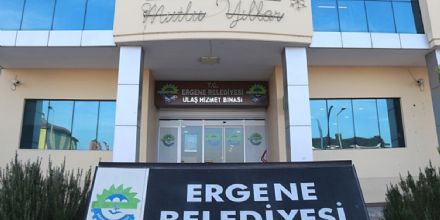 Mutlu Yıllar
T.C.
ERGENE BELEDİYESİ
ULAŞ HİZMET BİNASI
ERGENE
BELEDİYESİ